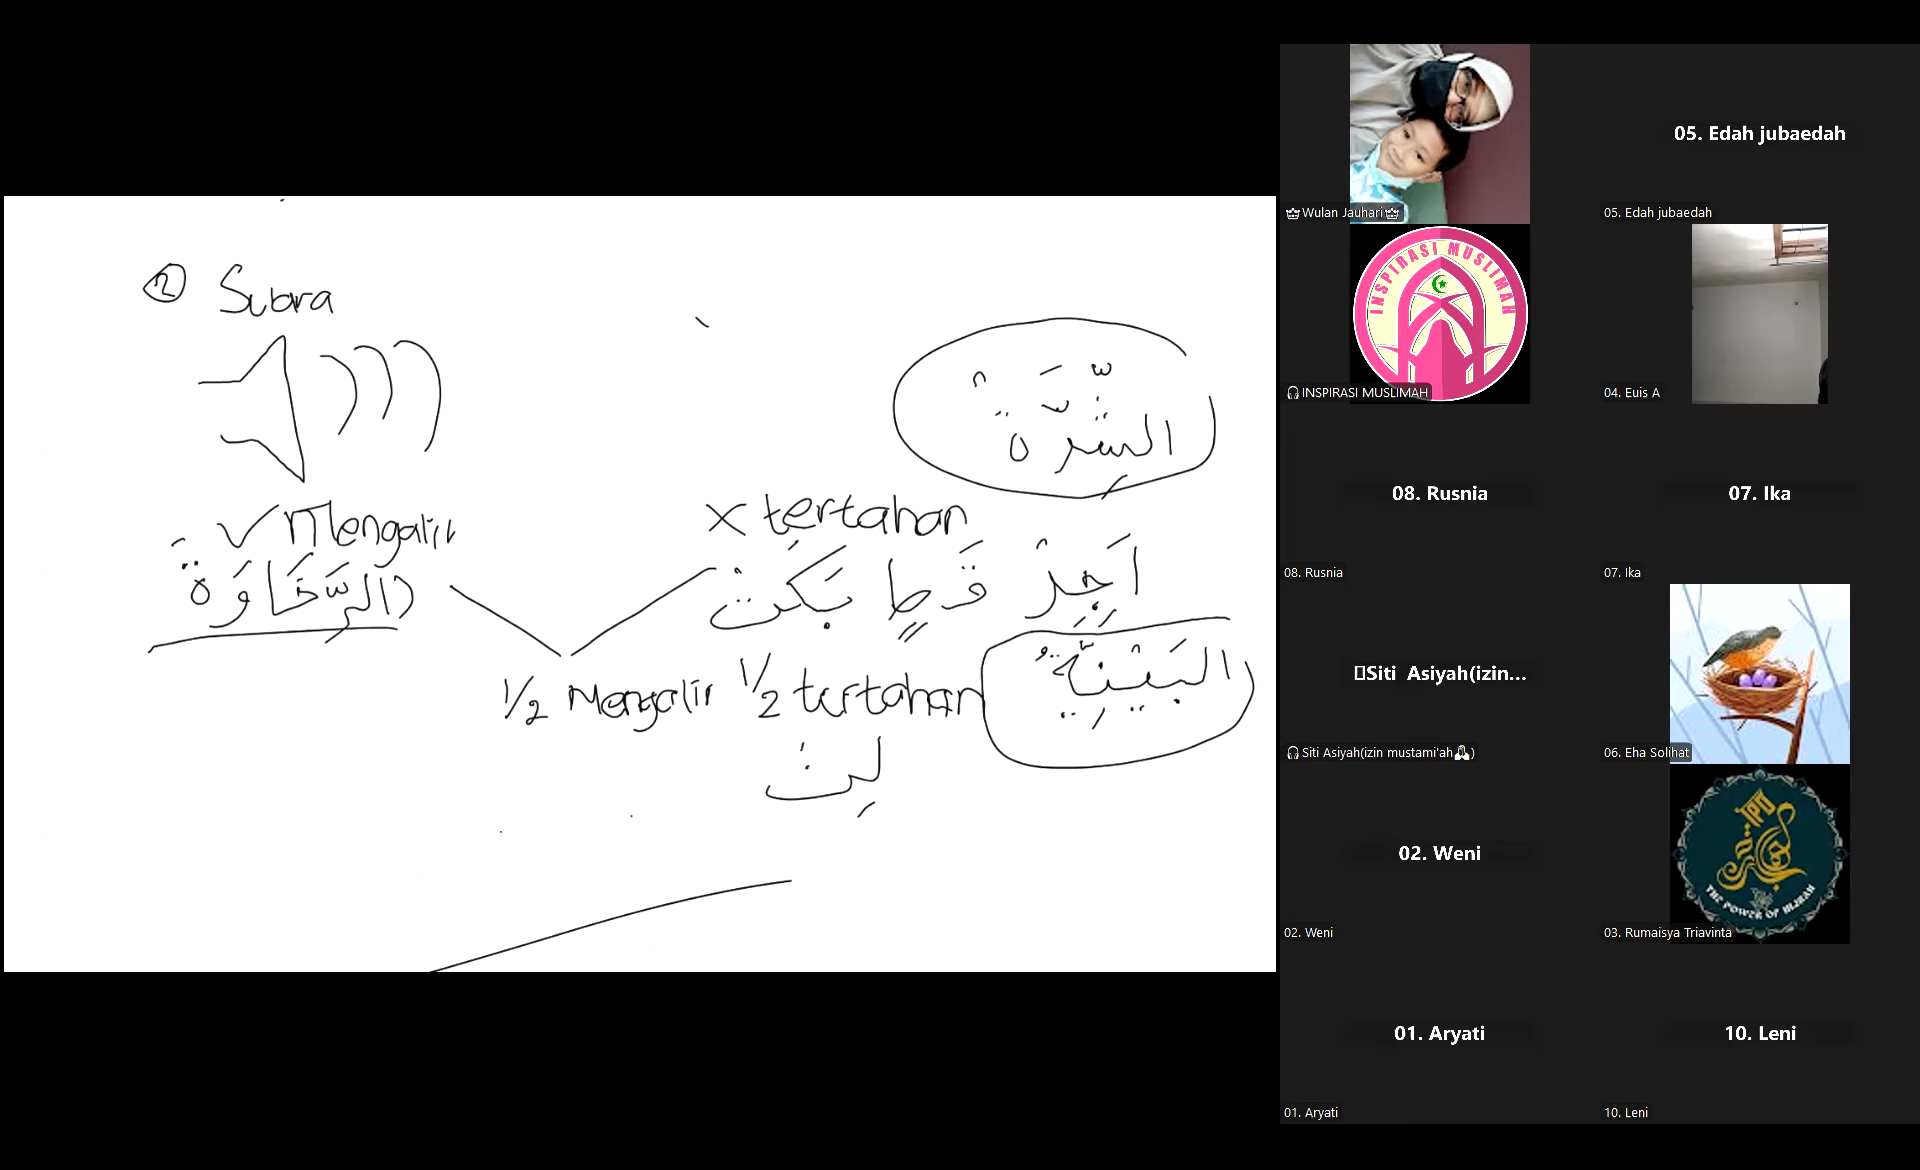 ② Suara
الشِّدَّةْ
✓ Mengalir
الرَّخَاوَةْ
× tertahan
اَجِدْ قَطٍ بَكَتْ
½ Mengalir ½ tertahan
البَيْنِيَّةْ
لِنْ
Wulan Jauhari
05. Edah jubaedah
05. Edah jubaedah
INSPIRASI MUSLIMAH
INSPIRASI MUSLIMAH
04. Euis A
08. Rusnia
08. Rusnia
07. Ika
07. Ika
Siti Asiyah(izin...
Siti Asiyah(izin mustami'ah)
06. Eha Solihat
02. Weni
02. Weni
THE POWER OF
03. Rumaisya Triavinta
01. Aryati
01. Aryati
10. Leni
10. Leni